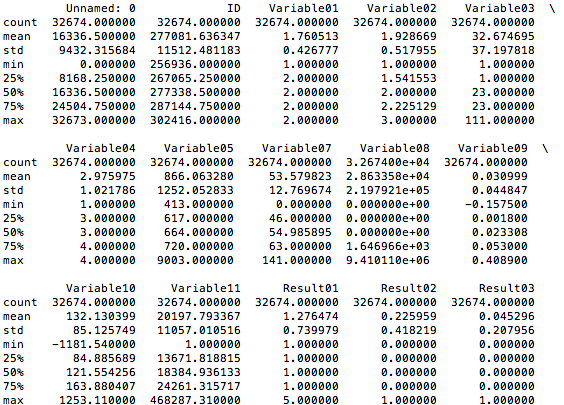 Unnamed: 0 ID Variable01 Variable02 Variable03 \
count 32674.000000 32674.000000 32674.000000 32674.000000 32674.000000
mean 16336.500000 277081.636347 1.760513 1.928669 32.674695
std 9432.315684 11512.481183 0.426777 0.517955 37.197818
min 0.000000 256936.000000 1.000000 1.000000 1.000000
25% 8168.250000 267065.250000 2.000000 1.541553 1.000000
50% 16336.500000 277338.500000 2.000000 2.000000 23.000000
75% 24504.750000 287144.750000 2.000000 2.225129 23.000000
max 32673.000000 302416.000000 2.000000 3.000000 111.000000
Variable04 Variable05 Variable07 Variable08 Variable09 \
count 32674.000000 32674.000000 32674.000000 3.267400e+04 32674.000000
mean 2.975975 866.063280 53.579823 2.863358e+04 0.030999
std 1.021786 1252.052833 12.769674 2.197921e+05 0.044847
min 1.000000 413.000000 0.000000 0.000000e+00 -0.157500
25% 3.000000 617.000000 46.000000 0.000000e+00 0.001800
50% 3.000000 664.000000 54.985895 0.000000e+00 0.023308
75% 4.000000 720.000000 63.000000 1.646966e+03 0.053000
max 4.000000 9003.000000 141.000000 9.410110e+06 0.408900
Variable10 Variable11 Result01 Result02 Result03
count 32674.000000 32674.000000 32674.000000 32674.000000 32674.000000
mean 132.130399 20197.793367 1.276474 0.225959 0.045296
std 85.125749 11057.010516 0.739979 0.418219 0.207956
min -1181.540000 1.000000 1.000000 0.000000 0.000000
25% 84.885689 13671.818815 1.000000 0.000000 0.000000
50% 121.554256 18384.936133 1.000000 0.000000 0.000000
75% 163.880407 24261.315717 1.000000 0.000000 0.000000
max 1253.110000 468287.310000 5.000000 1.000000 1.000000